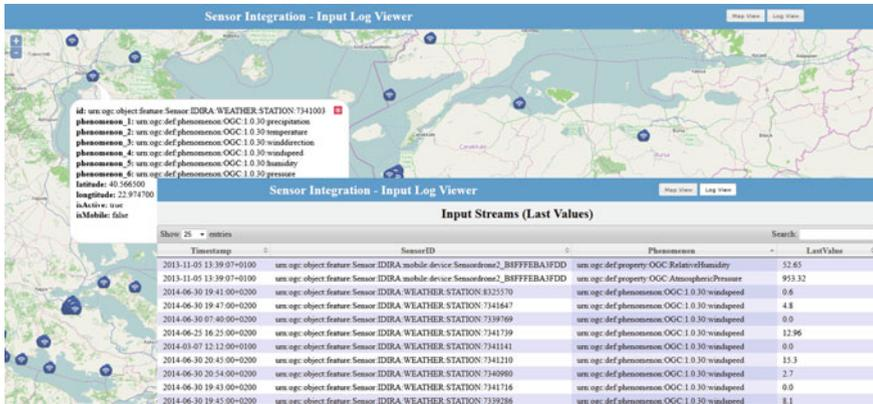 Sensor Integration - Input Log Viewer
Map View Log View
id: urn:ogc:object:feature:Sensor:IDIRA:WEATHER:STATION:7341003
phenomenon_1: urn:ogc:def:phenomenon:OGC:1.0.30:precipitation
phenomenon_2: urn:ogc:def:phenomenon:OGC:1.0.30:temperature
phenomenon_3: urn:ogc:def:phenomenon:OGC:1.0.30:winddirection
phenomenon_4: urn:ogc:def:phenomenon:OGC:1.0.30:windspeed
phenomenon_5: urn:ogc:def:phenomenon:OGC:1.0.30:humidity
phenomenon_6: urn:ogc:def:phenomenon:OGC:1.0.30:pressure
latitude: 40.566500
longtitude: 22.974700
isActive: true
isMobile: false
Bursa
Sensor Integration - Input Log Viewer
Map View Log View
Input Streams (Last Values)
Show 25 entries Search:
Timestamp SensorID Phenomenon LastValue
2013-11-05 13:39:07+0100 urn:ogc:object:feature:Sensor:IDIRA:mobile:device:Sensordrone2_B8FFFEBA3FDD urn:ogc:def:property:OGC:RelativeHumidity 52.65
2013-11-05 13:39:07+0100 urn:ogc:object:feature:Sensor:IDIRA:mobile:device:Sensordrone2_B8FFFEBA3FDD urn:ogc:def:property:OGC:AtmosphericPressure 953.32
2014-06-30 19:41:00+0200 urn:ogc:object:feature:Sensor:IDIRA:WEATHER:STATION:8325570 urn:ogc:def:phenomenon:OGC:1.0.30:windspeed 0.6
2014-06-30 19:47:00+0200 urn:ogc:object:feature:Sensor:IDIRA:WEATHER:STATION:7341647 urn:ogc:def:phenomenon:OGC:1.0.30:windspeed 4.8
2014-06-30 07:40:00+0200 urn:ogc:object:feature:Sensor:IDIRA:WEATHER:STATION:7339769 urn:ogc:def:phenomenon:OGC:1.0.30:windspeed 0.0
2014-06-25 16:25:00+0200 urn:ogc:object:feature:Sensor:IDIRA:WEATHER:STATION:7341739 urn:ogc:def:phenomenon:OGC:1.0.30:windspeed 12.96
2014-03-07 12:12:00+0100 urn:ogc:object:feature:Sensor:IDIRA:WEATHER:STATION:7341141 urn:ogc:def:phenomenon:OGC:1.0.30:windspeed 0.0
2014-06-30 20:45:00+0200 urn:ogc:object:feature:Sensor:IDIRA:WEATHER:STATION:7341210 urn:ogc:def:phenomenon:OGC:1.0.30:windspeed 15.3
2014-06-30 20:54:00+0200 urn:ogc:object:feature:Sensor:IDIRA:WEATHER:STATION:7340980 urn:ogc:def:phenomenon:OGC:1.0.30:windspeed 2.7
2014-06-30 19:43:00+0200 urn:ogc:object:feature:Sensor:IDIRA:WEATHER:STATION:7341716 urn:ogc:def:phenomenon:OGC:1.0.30:windspeed 0.0
2014-06-30 19:45:00+0200 urn:ogc:object:feature:Sensor:IDIRA:WEATHER:STATION:7339286 urn:ogc:def:phenomenon:OGC:1.0.30:windspeed 8.1